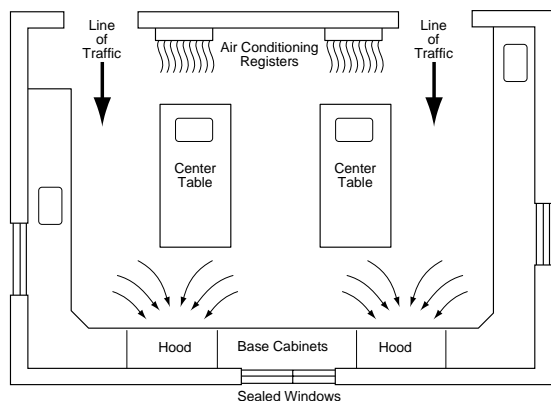 Line
of
Traffic
Air Conditioning
Registers
Line
of
Traffic
Center
Table
Center
Table
Hood
Base Cabinets
Hood
Sealed Windows